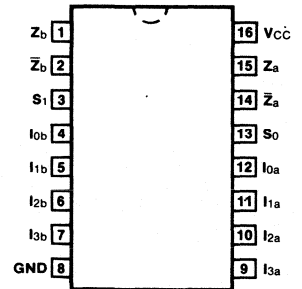 Zb 1 16 VCC
Z̅b 2 15 Za
S1 3 14 Z̅a
I0b 4 13 S0
I1b 5 12 I0a
I2b 6 11 I1a
I3b 7 10 I2a
GND 8 9 I3a